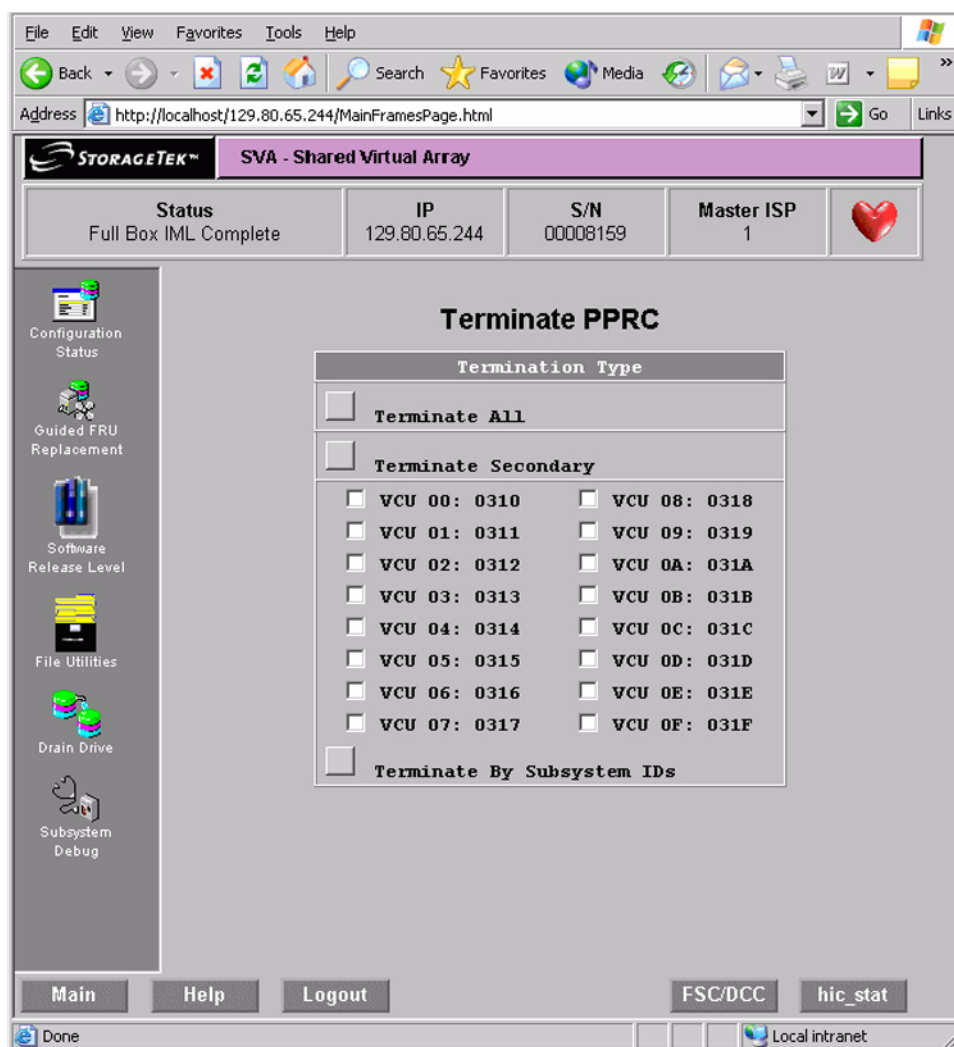 File Edit View Favorites Tools Help
Back Search Favorites Media W »
Address http://localhost/129.80.65.244/MainFramesPage.html Go Links
STORAGETEK™ SVA - Shared Virtual Array
Status IP S/N Master ISP
Full Box IML Complete 129.80.65.244 00008159 1
Configuration
Status
Guided FRU
Replacement
Software
Release Level
File Utilities
Drain Drive
Subsystem
Debug
Terminate PPRC
Termination Type
Terminate All
Terminate Secondary
VCU 00: 0310 VCU 08: 0318
VCU 01: 0311 VCU 09: 0319
VCU 02: 0312 VCU 0A: 031A
VCU 03: 0313 VCU 0B: 031B
VCU 04: 0314 VCU 0C: 031C
VCU 05: 0315 VCU 0D: 031D
VCU 06: 0316 VCU 0E: 031E
VCU 07: 0317 VCU 0F: 031F
Terminate By Subsystem IDs
Main Help Logout FSC/DCC hic_stat
Done Local intranet